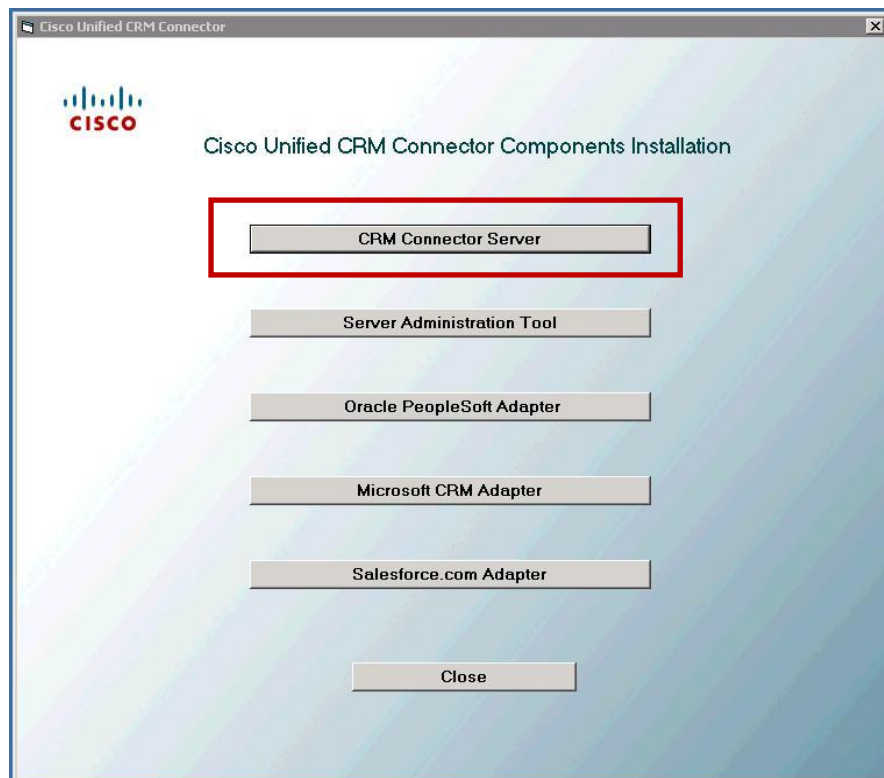 Cisco Unified CRM Connector
CISCO
Cisco Unified CRM Connector Components Installation
CRM Connector Server
Server Administration Tool
Oracle PeopleSoft Adapter
Microsoft CRM Adapter
Salesforce.com Adapter
Close